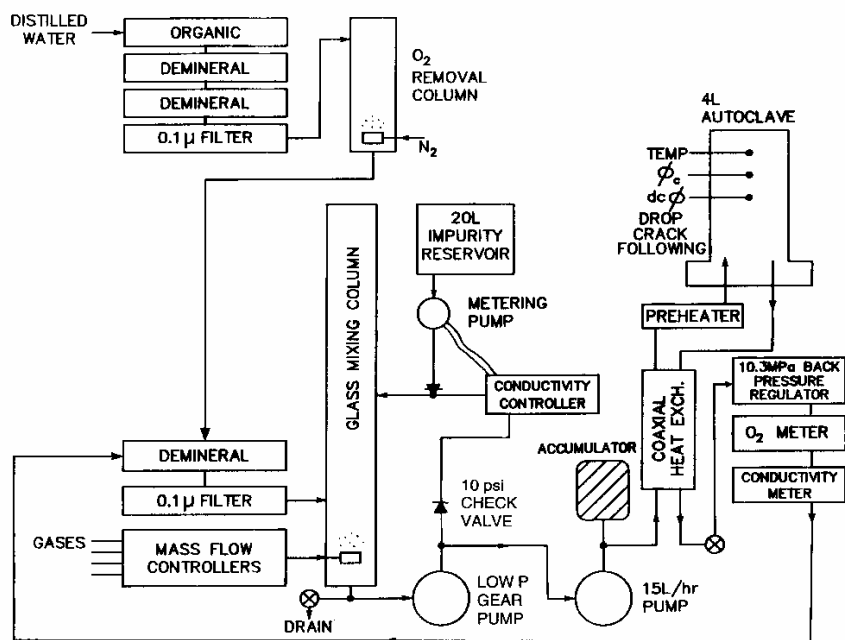 DISTILLED
WATER
ORGANIC
DEMINERAL
DEMINERAL
0.1 μ FILTER
O2
REMOVAL
COLUMN
N2
4L
AUTOCLAVE
TEMP
ϕc
dc ϕ
DROP
CRACK
FOLLOWING
20L
IMPURITY
RESERVOIR
METERING
PUMP
GLASS MIXING COLUMN
CONDUCTIVITY
CONTROLLER
PREHEATER
COAXIAL
HEAT EXCH.
10.3MPa BACK
PRESSURE
REGULATOR
O2 METER
CONDUCTIVITY
METER
ACCUMULATOR
10 psi
CHECK
VALVE
DEMINERAL
0.1 μ FILTER
GASES
MASS FLOW
CONTROLLERS
DRAIN
LOW P
GEAR
PUMP
15L/hr
PUMP